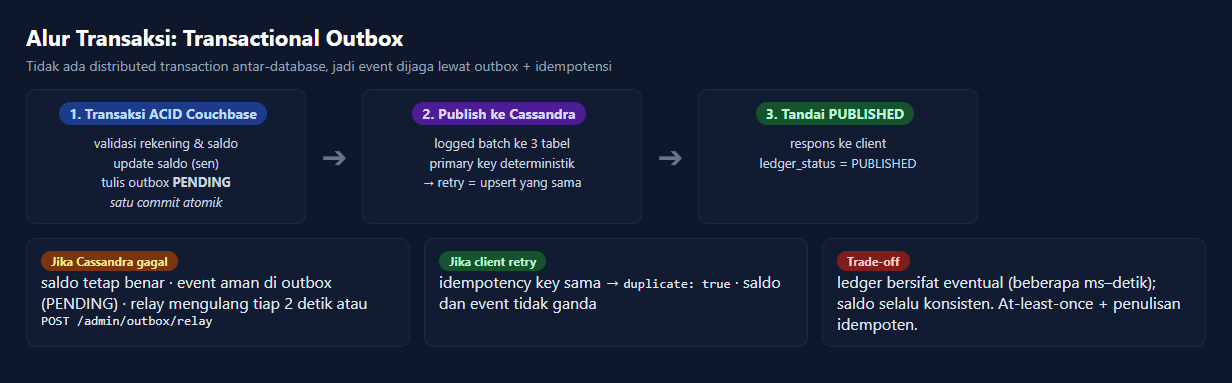 Alur Transaksi: Transactional Outbox
Tidak ada distributed transaction antar-database, jadi event dijaga lewat outbox + idempotensi
1. Transaksi ACID Couchbase
validasi rekening & saldo
update saldo (sen)
tulis outbox PENDING
satu commit atomik
→
2. Publish ke Cassandra
logged batch ke 3 tabel
primary key deterministik
→ retry = upsert yang sama
→
3. Tandai PUBLISHED
respons ke client
ledger_status = PUBLISHED
Jika Cassandra gagal
saldo tetap benar · event aman di outbox
(PENDING) · relay mengulang tiap 2 detik atau
POST /admin/outbox/relay
Jika client retry
idempotency key sama → duplicate: true · saldo
dan event tidak ganda
Trade-off
ledger bersifat eventual (beberapa ms–detik);
saldo selalu konsisten. At-least-once + penulisan
idempoten.